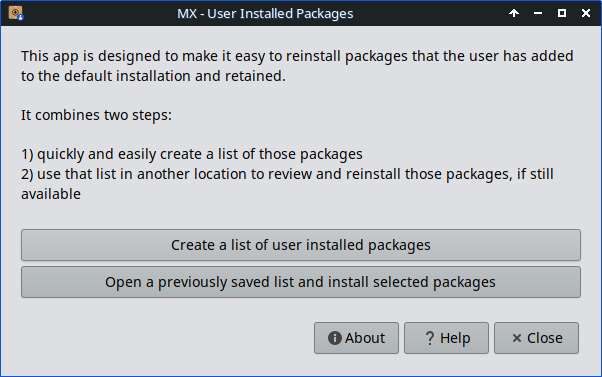 MX - User Installed Packages
This app is designed to make it easy to reinstall packages that the user has added
to the default installation and retained.
It combines two steps:
1) quickly and easily create a list of those packages
2) use that list in another location to review and reinstall those packages, if still
available
Create a list of user installed packages
Open a previously saved list and install selected packages
About
? Help
Close